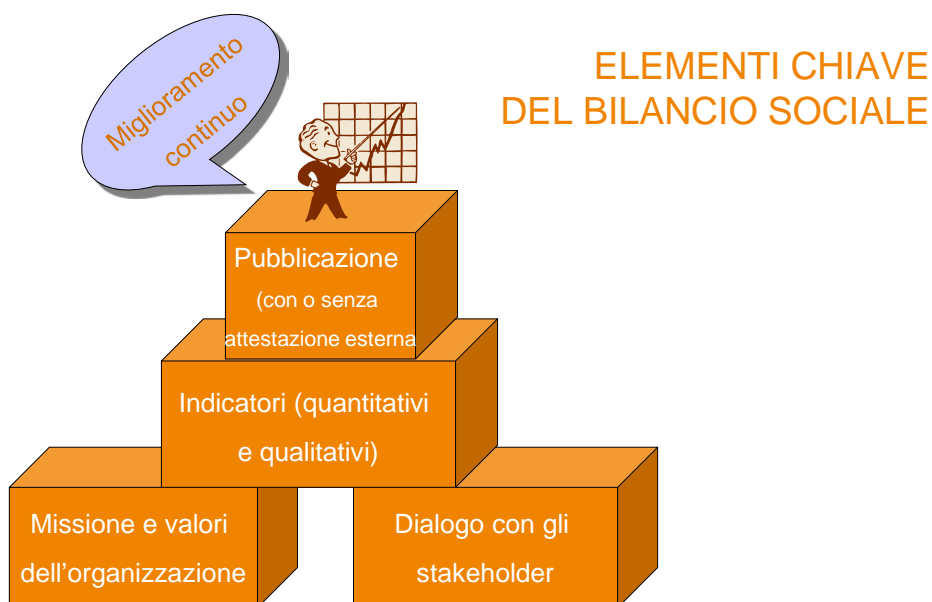 ELEMENTI CHIAVE
DEL BILANCIO SOCIALE
Miglioramento
continuo
Pubblicazione
(con o senza
attestazione esterna
Indicatori (quantitativi
e qualitativi)
Missione e valori
dell'organizzazione
Dialogo con gli
stakeholder